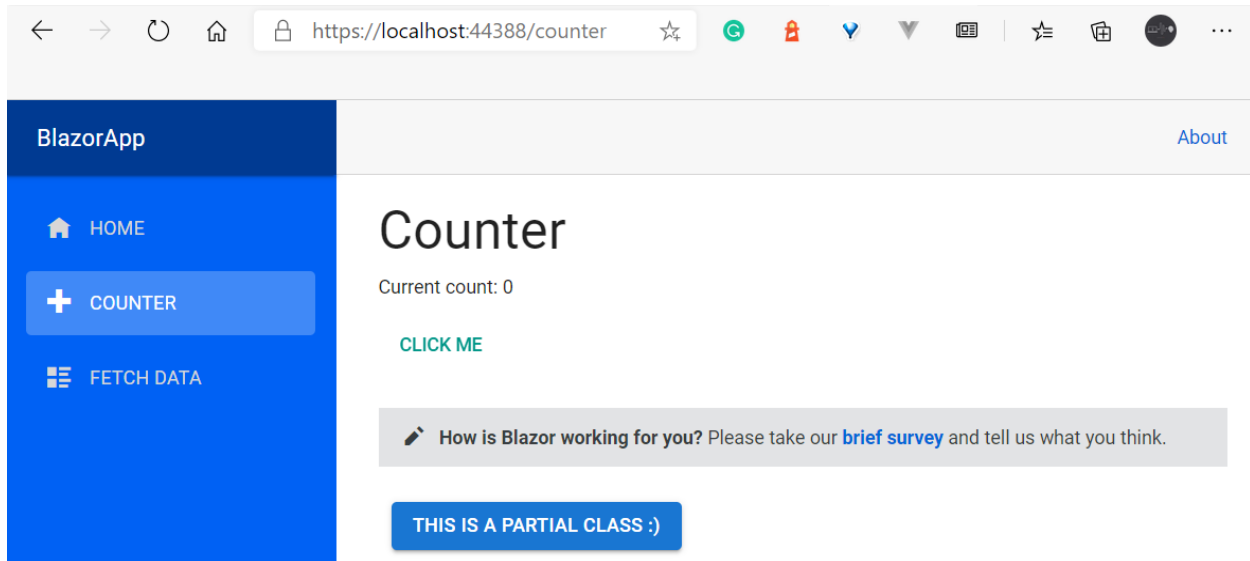 https://localhost:44388/counter
BlazorApp
About
HOME
COUNTER
FETCH DATA
Counter
Current count: 0
CLICK ME
How is Blazor working for you? Please take our brief survey and tell us what you think.
THIS IS A PARTIAL CLASS :)